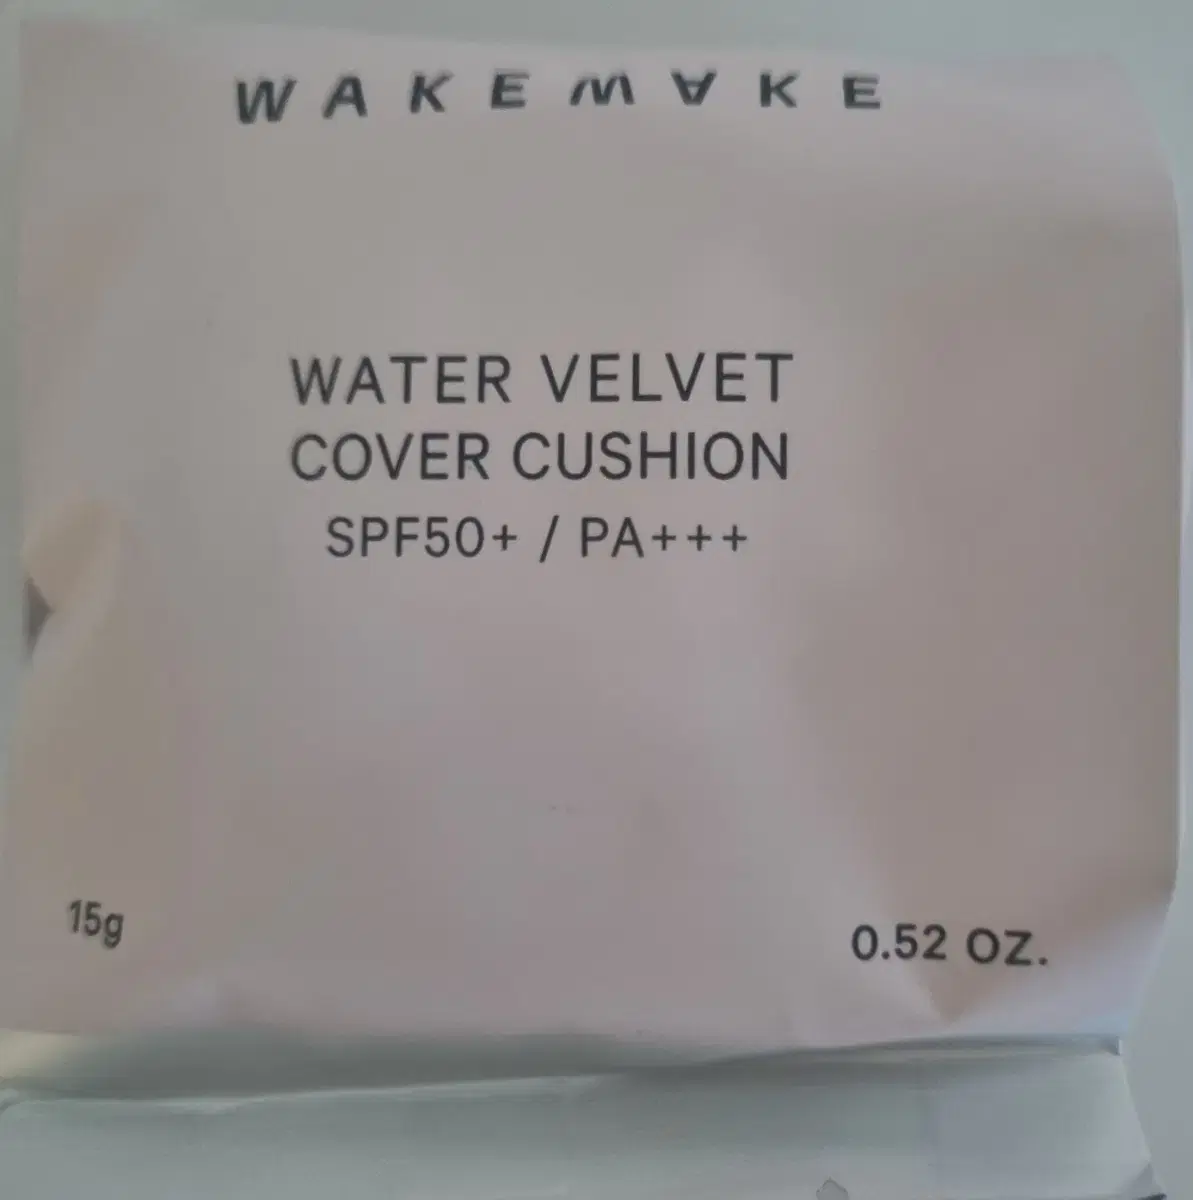 WAKEMAKE
WATER VELVET
COVER CUSHION
SPF50+ / PA+++
15g
0.52 OZ.